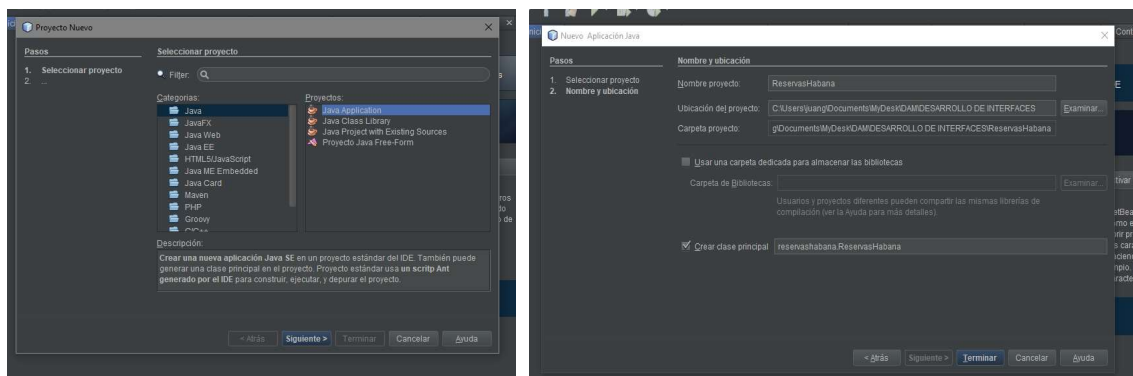 Proyecto Nuevo
Pasos
1. Seleccionar proyecto
2. ...
Seleccionar proyecto
Filter:
Categorías:
Java
JavaFX
Java Web
Java EE
HTML5/JavaScript
Java ME Embedded
Java Card
Maven
PHP
Groovy
C/C++
Proyectos:
Java Application
Java Class Library
Java Project with Existing Sources
Proyecto Java Free-Form
Descripción:
Crear una nueva aplicación Java SE en un proyecto estándar del IDE. También puede
generar una clase principal en el proyecto. Proyecto estándar usa un scritp Ant
generado por el IDE para construir, ejecutar, y depurar el proyecto.
< Atrás Siguiente > Terminar Cancelar Ayuda
Nuevo Aplicación Java
Pasos
1. Seleccionar proyecto
2. Nombre y ubicación
Nombre y ubicación
Nombre proyecto: ReservasHabana
Ubicación del proyecto: C:\Users\juang\Documents\MyDesk\DAM\DESARROLLO DE INTERFACES Examinar...
Carpeta proyecto: g\Documents\MyDesk\DAM\DESARROLLO DE INTERFACES\ReservasHabana
Usar una carpeta dedicada para almacenar las bibliotecas
Carpeta de Bibliotecas: Examinar...
Usuarios y proyectos diferentes pueden compartir las mismas librerías de
compilación (ver la Ayuda para más detalles).
Crear clase principal reservashabana.ReservasHabana
< Atrás Siguiente > Terminar Cancelar Ayuda